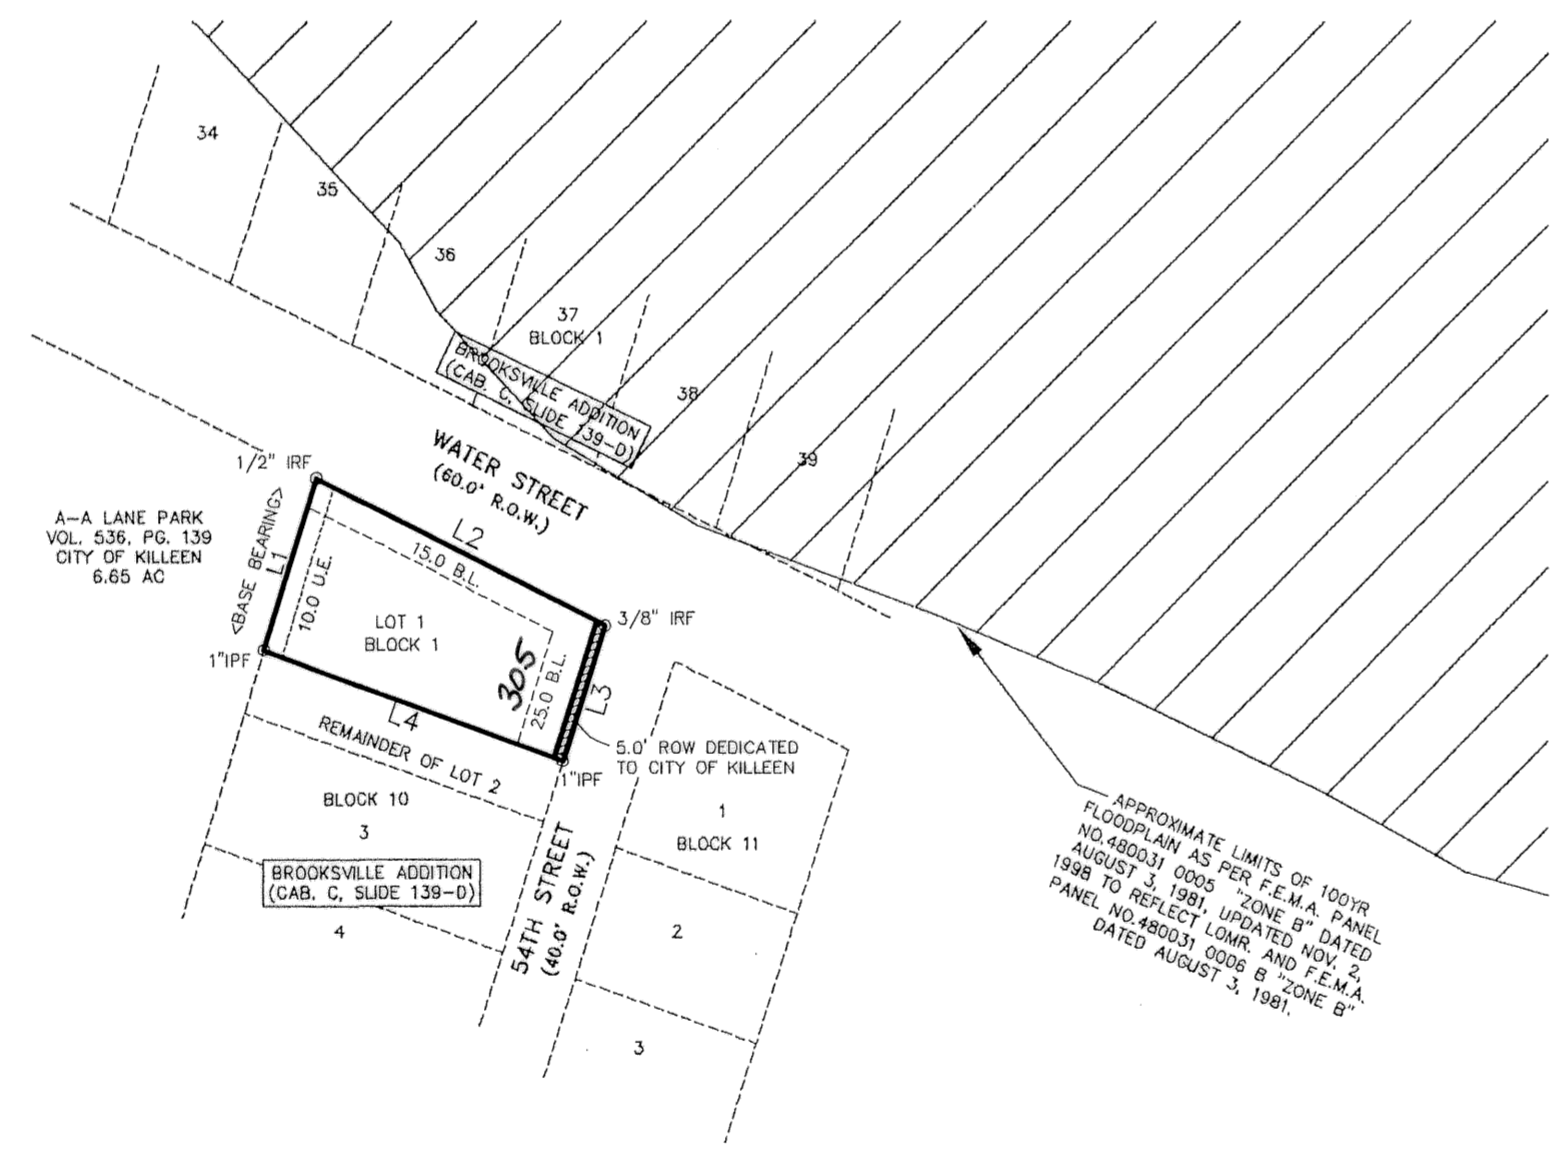 34
35
36
37
BLOCK 1
BROOKSVILLE ADDITION
(CAB. C, SLIDE 139-D)
38
39
WATER STREET
(60.0' R.O.W.)
1/2" IRF
A-A LANE PARK
VOL. 536, PG. 139
CITY OF KILLEEN
6.65 AC
<BASE BEARING>
L1
L2
15.0 B.L.
10.0 U.E.
LOT 1
BLOCK 1
305
25.0 B.L.
3/8" IRF
L3
1"IPF
L4
5.0' ROW DEDICATED
TO CITY OF KILLEEN
1"IPF
REMAINDER OF LOT 2
BLOCK 10
3
BROOKSVILLE ADDITION
(CAB. C, SLIDE 139-D)
4
54TH STREET
(40.0' R.O.W.)
1
BLOCK 11
2
3
APPROXIMATE LIMITS OF 100YR
FLOODPLAIN AS PER F.E.M.A. PANEL
NO.480031 0005 "ZONE B" DATED
AUGUST 3, 1981, UPDATED NOV. 2,
1998 TO REFLECT LOMR. AND F.E.M.A.
PANEL NO.480031 0006 B "ZONE B"
DATED AUGUST 3, 1981.